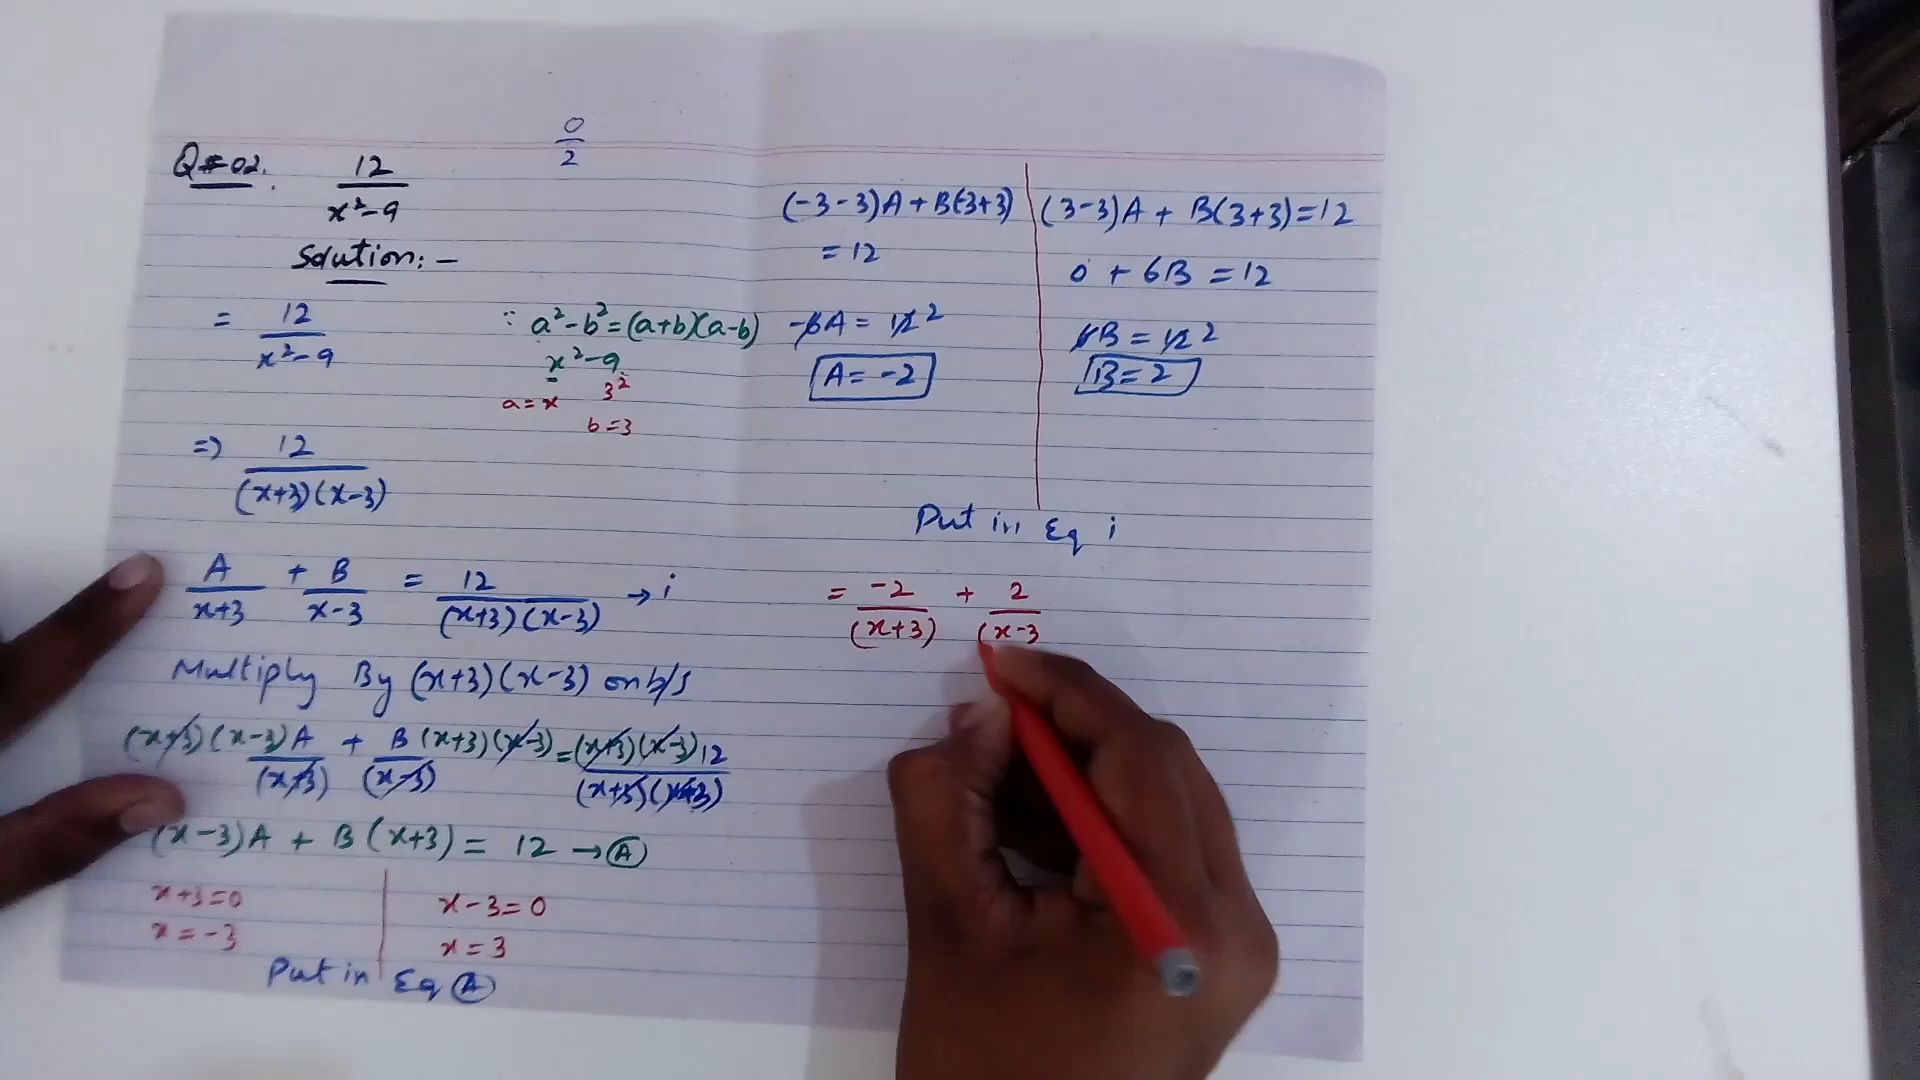 0/2
Q#02. 12/(x²-9)
Solution:-
= 12/(x²-9)
∵ a²-b²=(a+b)(a-b)
x²-9
3²
a=x
b=3
=> 12/((x+3)(x-3))
A/(x+3) + B/(x-3) = 12/((x+3)(x-3)) → i
Multiply By (x+3)(x-3) on b/s
(x+3)(x-3)A/(x+3) + B(x+3)(x-3)/(x-3) = (x+3)(x-3)12/((x+3)(x+3))
(x-3)A + B(x+3) = 12 → Ⓐ
x+3=0
x=-3
x-3=0
x=3
Put in Eq Ⓐ
(-3-3)A+B(-3+3)
=12
-6A = 12 2
A=-2
(3-3)A + B(3+3)=12
0 + 6B = 12
6B = 12 2
B=2
Put in Eq i
= -2/(x+3) + 2/(x-3